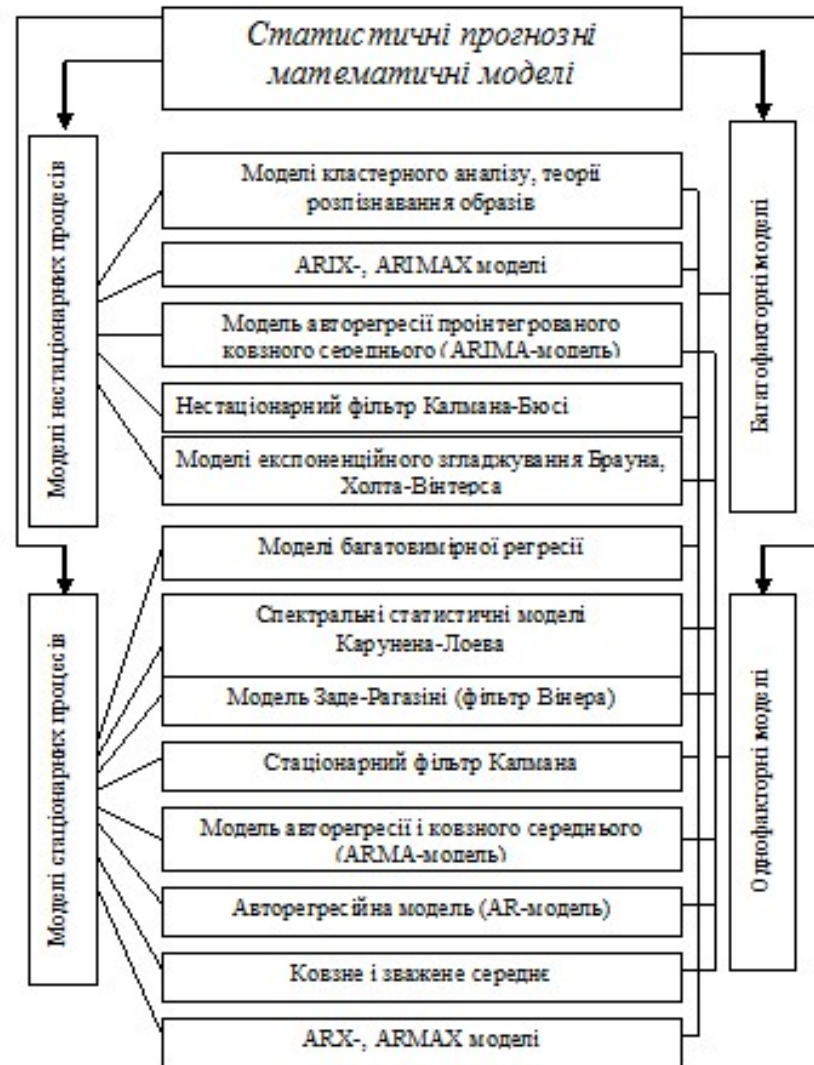 Статистичні прогнозні
математичні моделі
Моделі нестаціонарних процесів
Багатофакторні моделі
Моделі кластерного аналізу, теорії
розпізнавання образів
ARIX-, ARIMAX моделі
Модель авторегресії проінтегрованого
ковзного середнього (ARIMA-модель)
Нестаціонарний фільтр Калмана-Бюсі
Моделі експоненційного згладжування Брауна,
Холта-Вінтерса
Моделі стаціонарних процесів
Однофакторні моделі
Моделі багатовимірної регресії
Спектральні статистичні моделі
Карунена-Лоева
Модель Заде-Рагазіні (фільтр Вінера)
Стаціонарний фільтр Калмана
Модель авторегресії і ковзного середнього
(ARMA-модель)
Авторегресійна модель (AR-модель)
Ковзне і зважене середнє
ARX-, ARMAX моделі